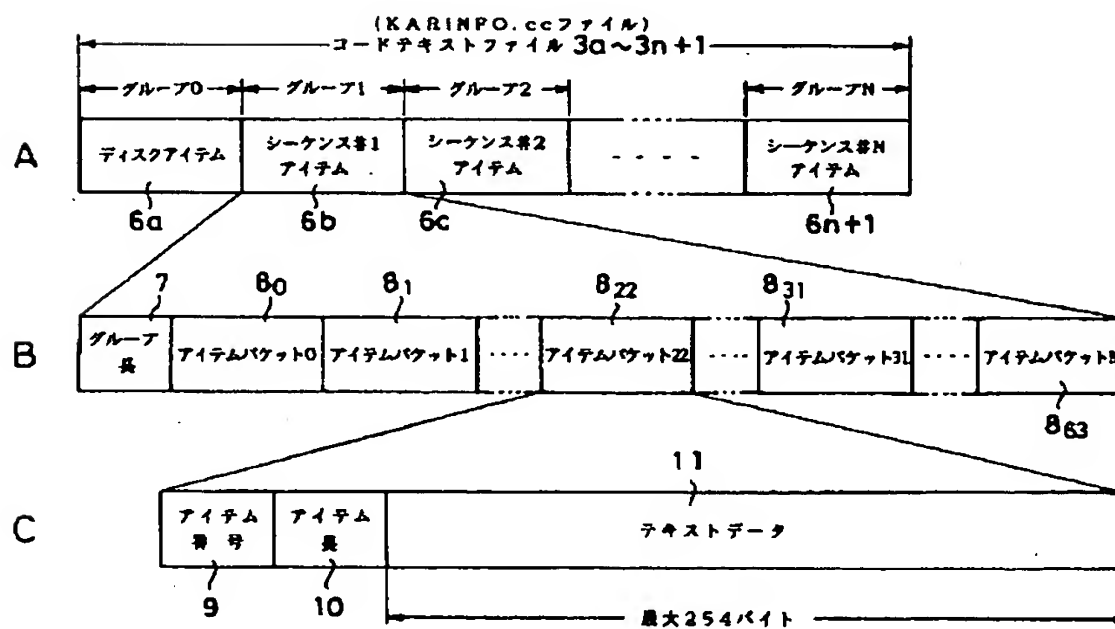 (KARINFO.ccファイル)
コードテキストファイル 3a~3n+1
グループ0 グループ1 グループ2 グループN
A
ディスクアイテム
シーケンス#1
アイテム
シーケンス#2
アイテム
シーケンス#N
アイテム
6a 6b 6c 6n+1
7 80 81 822 831
B
グループ
長
アイテムパケット0 アイテムパケット1 アイテムパケット22 アイテムパケット31 アイテムパケット
863
11
C
アイテム
番号
アイテム
長
テキストデータ
9 10
最大254バイト